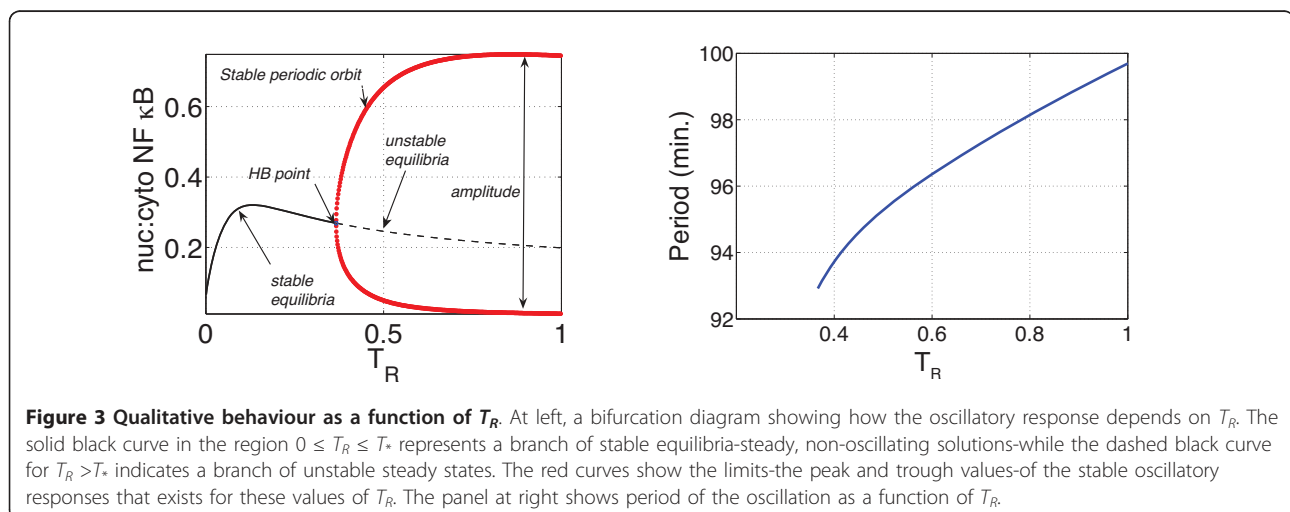 nuc:cyto NF κB
0.6
0.4
0.2
0
0.5
1
T_R
Stable periodic orbit
HB point
unstable
equilibria
amplitude
stable
equilibria
Period (min.)
100
98
96
94
92
0.4
0.6
0.8
1
T_R
Figure 3 Qualitative behaviour as a function of T_R. At left, a bifurcation diagram showing how the oscillatory response depends on T_R. The
solid black curve in the region 0 ≤ T_R ≤ T* represents a branch of stable equilibria-steady, non-oscillating solutions-while the dashed black curve
for T_R >T* indicates a branch of unstable steady states. The red curves show the limits-the peak and trough values-of the stable oscillatory
responses that exists for these values of T_R. The panel at right shows period of the oscillation as a function of T_R.